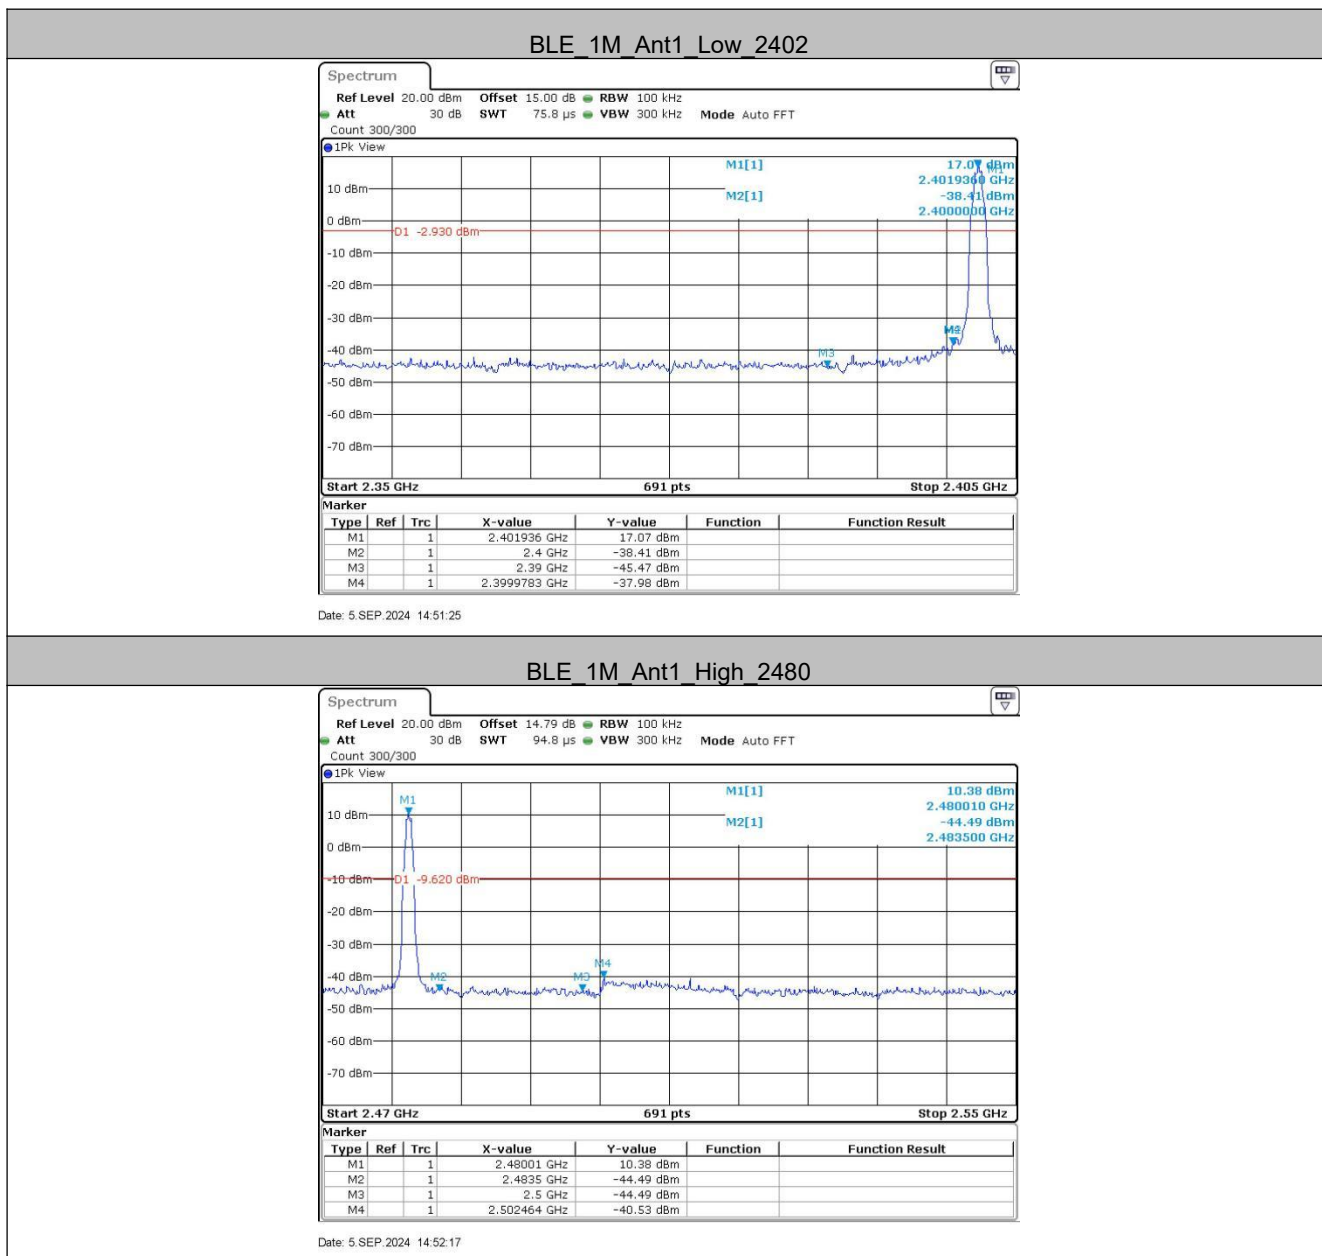 BLE_1M_Ant1_Low_2402
Spectrum
Ref Level 20.00 dBm Offset 15.00 dB RBW 100 kHz
Att 30 dB SWT 75.8 µs VBW 300 kHz Mode Auto FFT
Count 300/300
1Pk View
M1[1] 17.07 dBm
M1
2.4019360 GHz
10 dBm
M2[1] -38.41 dBm
2.4000000 GHz
0 dBm
D1 -2.930 dBm
-10 dBm
-20 dBm
-30 dBm
M2
-40 dBm
M3
-50 dBm
-60 dBm
-70 dBm
Start 2.35 GHz 691 pts Stop 2.405 GHz
Marker
Type Ref Trc X-value Y-value Function Function Result
M1 1 2.401936 GHz 17.07 dBm
M2 1 2.4 GHz -38.41 dBm
M3 1 2.39 GHz -45.47 dBm
M4 1 2.3999783 GHz -37.98 dBm
Date: 5.SEP.2024 14:51:25
BLE_1M_Ant1_High_2480
Spectrum
Ref Level 20.00 dBm Offset 14.79 dB RBW 100 kHz
Att 30 dB SWT 94.8 µs VBW 300 kHz Mode Auto FFT
Count 300/300
1Pk View
M1[1] 10.38 dBm
M1
2.480010 GHz
10 dBm
M2[1] -44.49 dBm
2.483500 GHz
0 dBm
-10 dBm
D1 -9.620 dBm
-20 dBm
-30 dBm
M4
-40 dBm
M2 M3
-50 dBm
-60 dBm
-70 dBm
Start 2.47 GHz 691 pts Stop 2.55 GHz
Marker
Type Ref Trc X-value Y-value Function Function Result
M1 1 2.48001 GHz 10.38 dBm
M2 1 2.4835 GHz -44.49 dBm
M3 1 2.5 GHz -44.49 dBm
M4 1 2.502464 GHz -40.53 dBm
Date: 5.SEP.2024 14:52:17